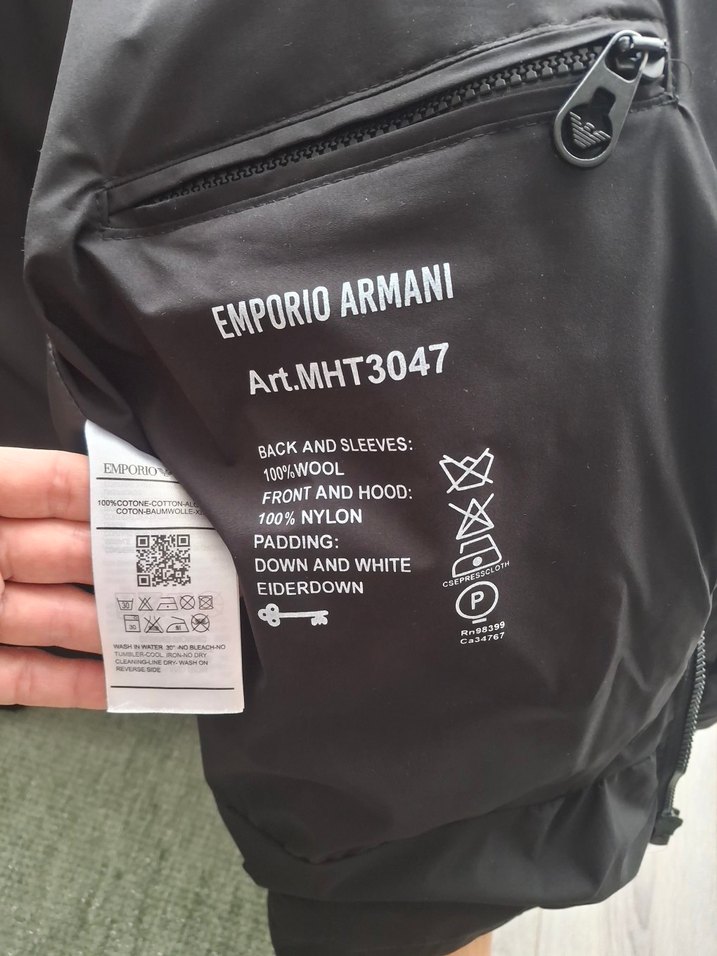 EMPORIO ARMANI
Art.MHT3047
BACK AND SLEEVES:
100%WOOL
FRONT AND HOOD:
100% NYLON
PADDING:
DOWN AND WHITE
EIDERDOWN
CSEPRESSCLOTH
P
Rn98399
Ca34767
EMPORIO
100%COTONE-COTTON-AL
COTON-BAUMWOLLE-
30
30
WASH IN WATER 30° -NO BLEACH-NO
TUMBLER-COOL, IRON-NO DRY
CLEANING-LINE DRY- WASH ON
REVERSE SIDE